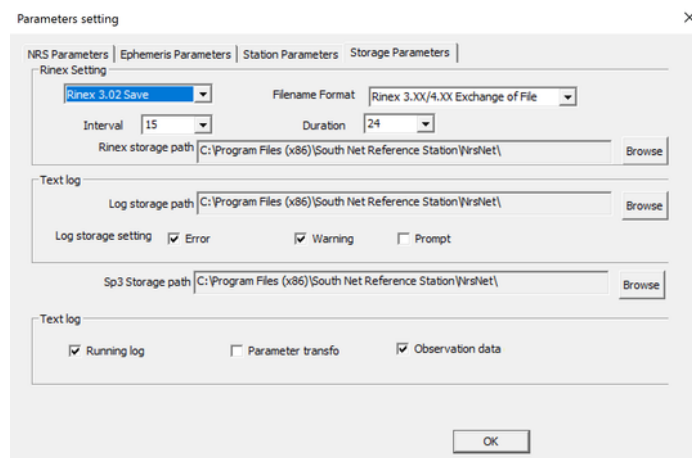 Parameters setting
NRS Parameters Ephemeris Parameters Station Parameters Storage Parameters
Rinex Setting
Rinex 3.02 Save Filename Format Rinex 3.XX/4.XX Exchange of File
Interval 15 Duration 24
Rinex storage path C:\Program Files (x86)\South Net Reference Station\NrsNet\ Browse
Text log
Log storage path C:\Program Files (x86)\South Net Reference Station\NrsNet\ Browse
Log storage setting Error Warning Prompt
Sp3 Storage path C:\Program Files (x86)\South Net Reference Station\NrsNet\ Browse
Text log
Running log Parameter transfo Observation data
OK